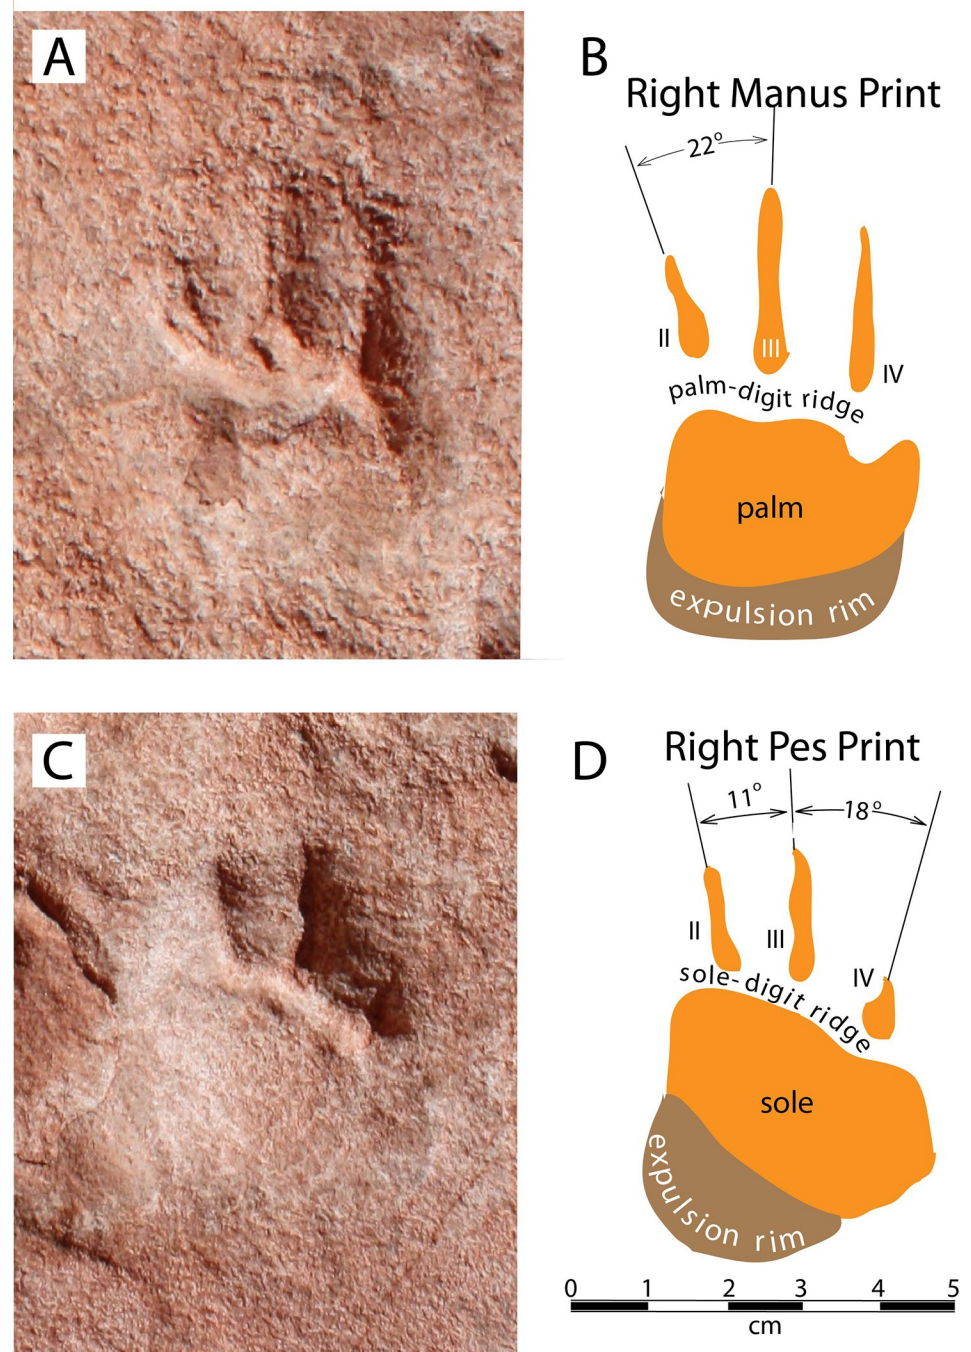 A
B
Right Manus Print
22°
II
III
IV
palm-digit ridge
palm
expulsion rim
C
D
Right Pes Print
11°
18°
II
III
IV
sole-digit ridge
sole
expulsion rim
0 1 2 3 4 5
cm